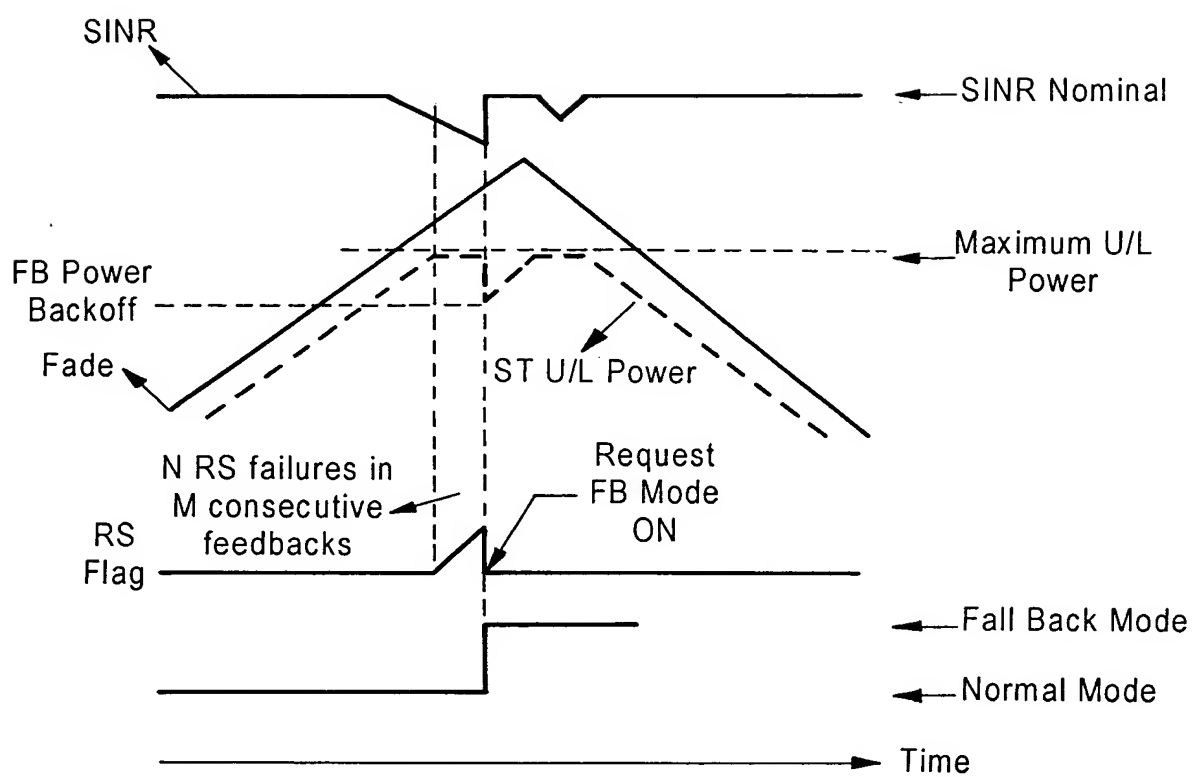 SINR
SINR Nominal
Maximum U/L
Power
FB Power
Backoff
Fade
ST U/L Power
N RS failures in
M consecutive
feedbacks
Request
FB Mode
ON
RS
Flag
Fall Back Mode
Normal Mode
Time